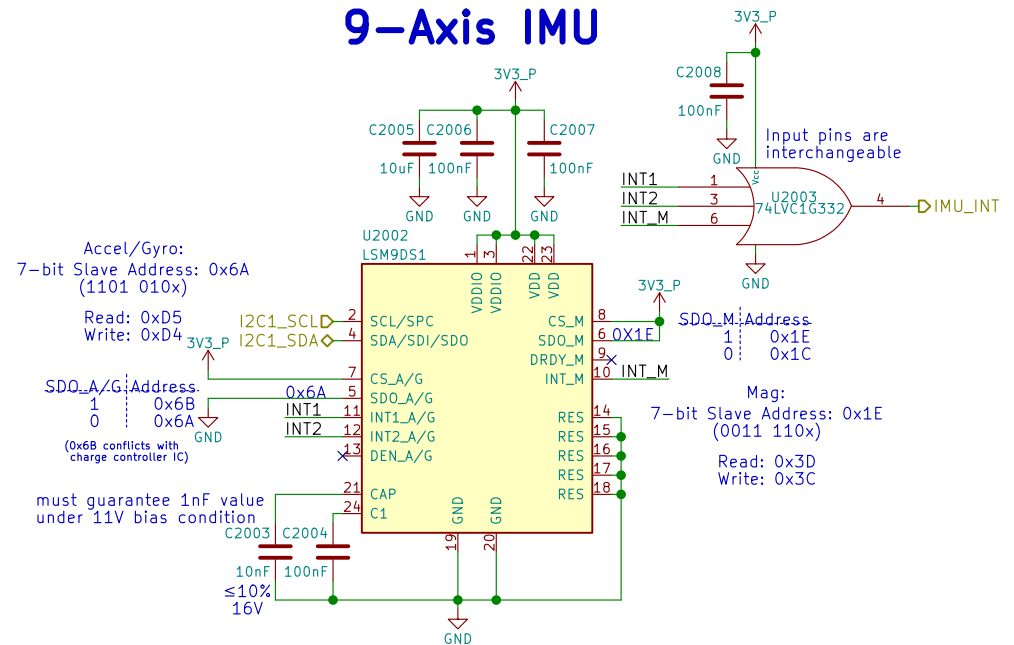 9-Axis IMU
3V3_P
C2008
100nF
GND
Input pins are
interchangeable
3V3_P
C2005
10uF
GND
C2006
100nF
GND
C2007
100nF
GND
INT1
INT2
INT_M
1
3
6
Vcc
U2003
74LVC1G332
4
IMU_INT
GND
U2002
LSM9DS1
1
3
22
23
VDDIO
VDDIO
VDD
VDD
Accel/Gyro:
7-bit Slave Address: 0x6A
(1101 010x)
Read: 0xD5
Write: 0xD4
I2C1_SCL
2
SCL/SPC
I2C1_SDA
4
SDA/SDI/SDO
3V3_P
7
CS_A/G
0x6A
5
SDO_A/G
GND
INT1
11
INT1_A/G
INT2
12
INT2_A/G
13
DEN_A/G
SDO_A/G Address
1 0x6B
0 0x6A
(0x6B conflicts with
charge controller IC)
21
CAP
24
C1
must guarantee 1nF value
under 11V bias condition
C2003
10nF
≤10%
16V
C2004
100nF
GND
19
GND
20
GND
CS_M
8
3V3_P
SDO_M
6
0X1E
DRDY_M
9
INT_M
10
INT_M
RES
14
RES
15
RES
16
RES
17
RES
18
SDO_M Address
1 0x1E
0 0x1C
Mag:
7-bit Slave Address: 0x1E
(0011 110x)
Read: 0x3D
Write: 0x3C